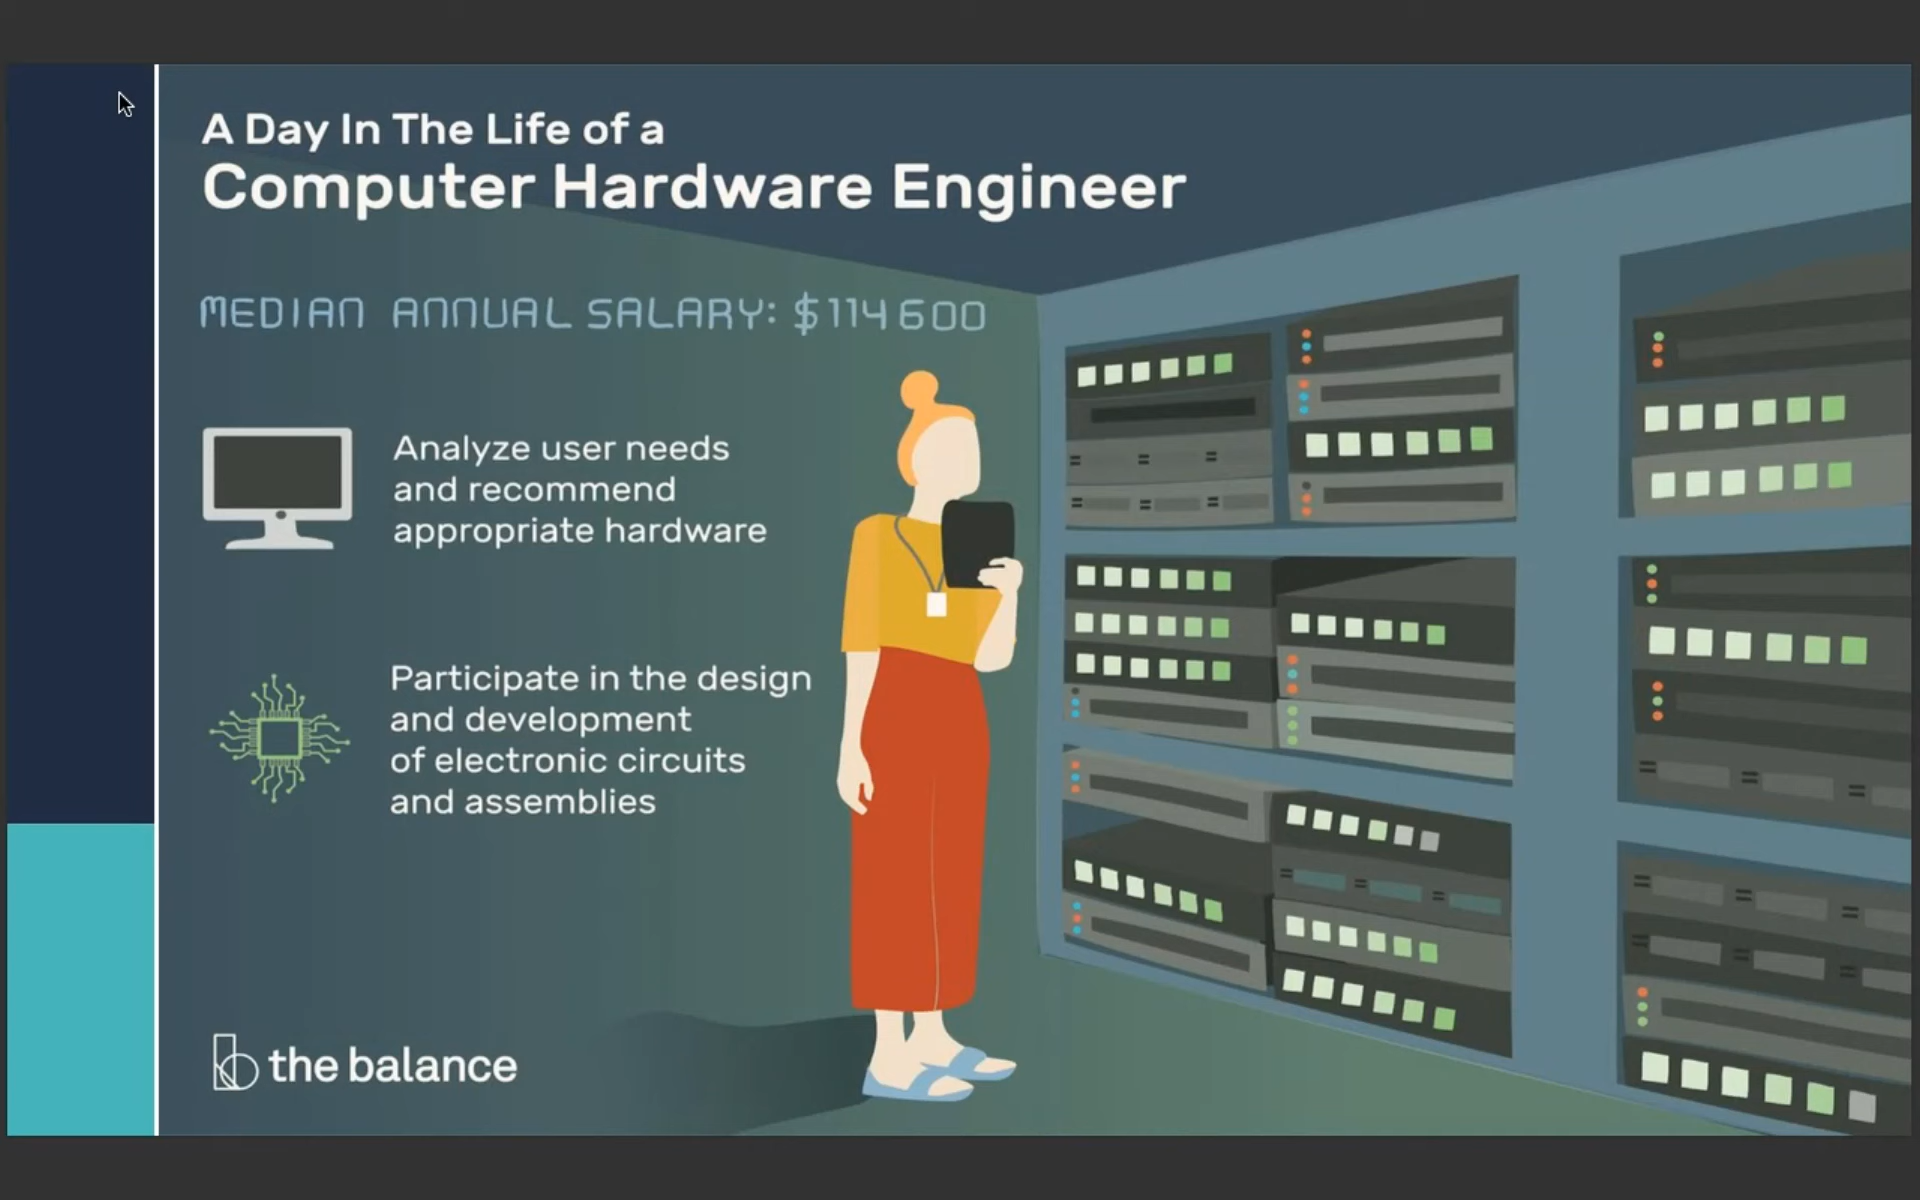 A Day In The Life of a
Computer Hardware Engineer
MEDIAN ANNUAL SALARY: $114 600
Analyze user needs
and recommend
appropriate hardware
Participate in the design
and development
of electronic circuits
and assemblies
the balance